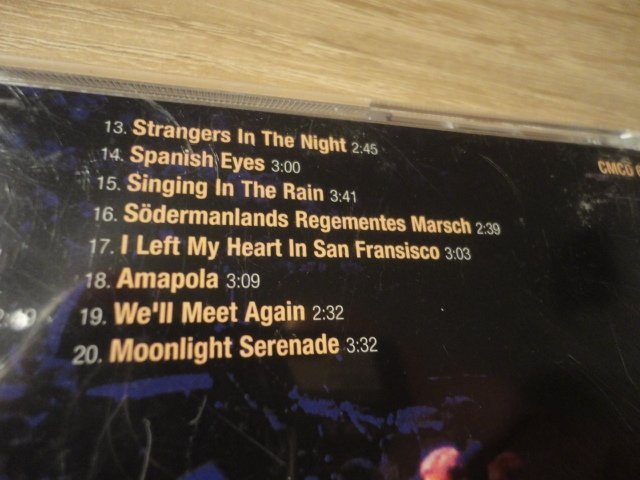 13. Strangers In The Night 2:45
14. Spanish Eyes 3:00
15. Singing In The Rain 3:41
16. Södermanlands Regementes Marsch 2:39
17. I Left My Heart In San Fransisco 3:03
18. Amapola 3:09
19. We'll Meet Again 2:32
20. Moonlight Serenade 3:32
CMCD